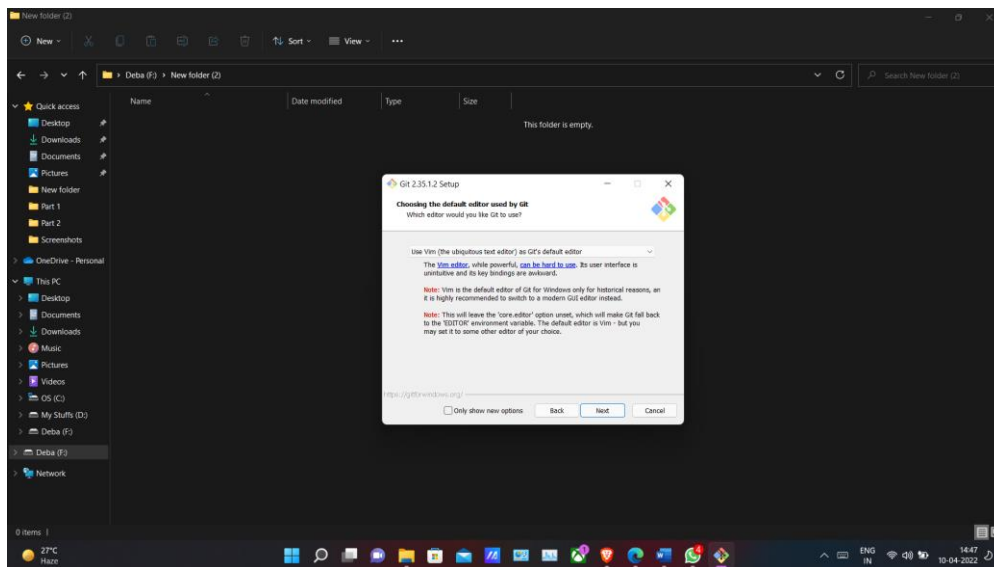 New folder (2)
New
Sort
View
Deba (F:) › New folder (2)
Search New folder (2)
Quick access
Desktop
Downloads
Documents
Pictures
New folder
Part 1
Part 2
Screenshots
OneDrive - Personal
This PC
Desktop
Documents
Downloads
Music
Pictures
Videos
OS (C:)
My Stuffs (D:)
Deba (F:)
Deba (F:)
Network
Name
Date modified
Type
Size
This folder is empty.
Git 2.35.1.2 Setup
Choosing the default editor used by Git
Which editor would you like Git to use?
Use Vim (the ubiquitous text editor) as Git's default editor
The Vim editor, while powerful, can be hard to use. Its user interface is
unintuitive and its key bindings are awkward.
Note: Vim is the default editor of Git for Windows only for historical reasons, an
it is highly recommended to switch to a modern GUI editor instead.
Note: This will leave the 'core.editor' option unset, which will make Git fall back
to the 'EDITOR' environment variable. The default editor is Vim - but you
may set it to some other editor of your choice.
https://gitforwindows.org/
Only show new options
Back
Next
Cancel
0 items
27°C
Haze
ENG
IN
14:47
10-04-2022